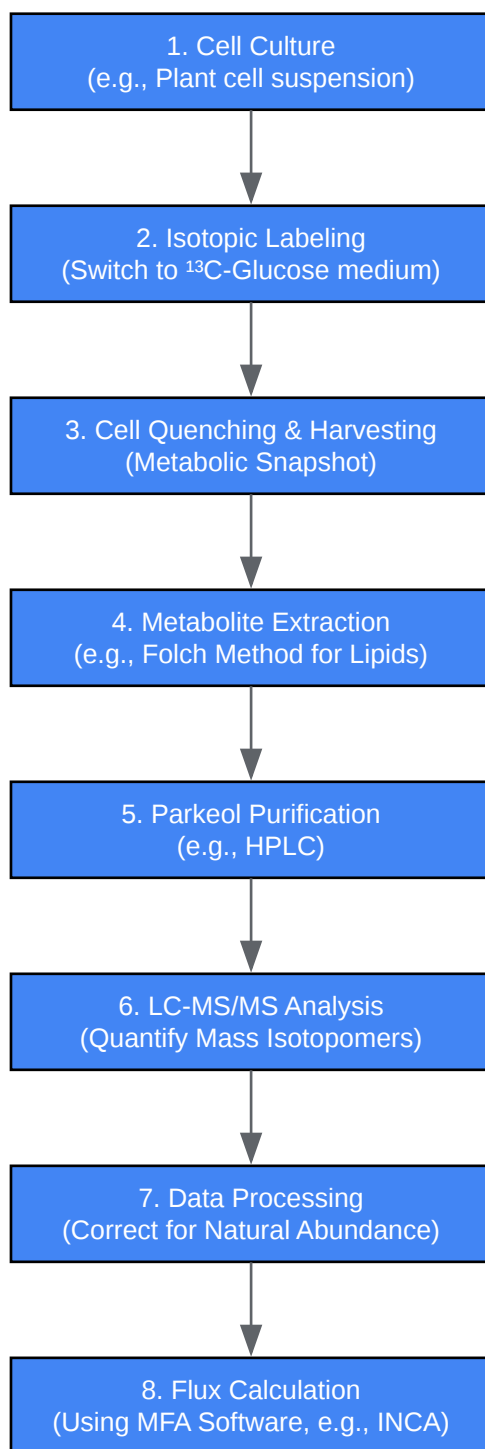 1. Cell Culture
(e.g., Plant cell suspension)
2. Isotopic Labeling
(Switch to ¹³C-Glucose medium)
3. Cell Quenching & Harvesting
(Metabolic Snapshot)
4. Metabolite Extraction
(e.g., Folch Method for Lipids)
5. Parkeol Purification
(e.g., HPLC)
6. LC-MS/MS Analysis
(Quantify Mass Isotopomers)
7. Data Processing
(Correct for Natural Abundance)
8. Flux Calculation
(Using MFA Software, e.g., INCA)